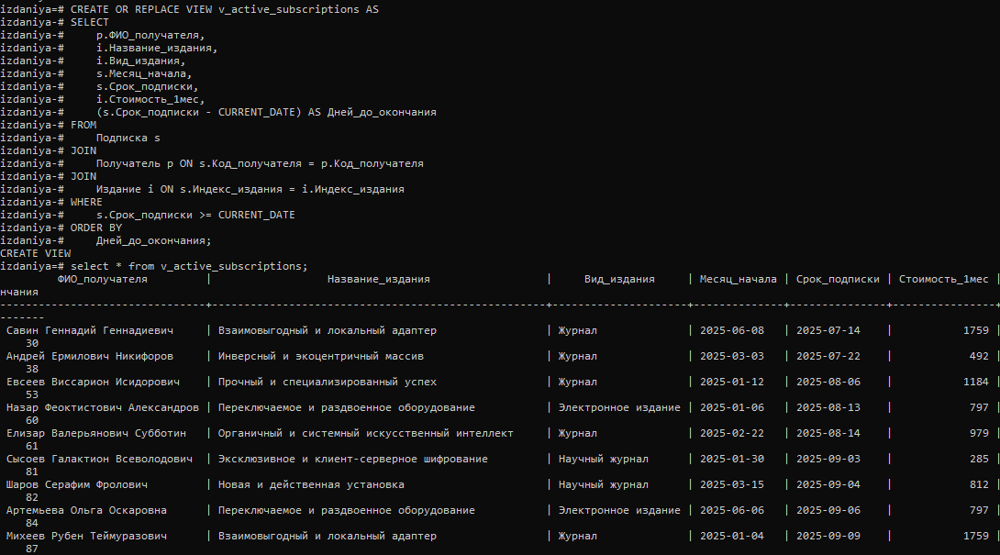 izdaniya=# CREATE OR REPLACE VIEW v_active_subscriptions AS
izdaniya-# SELECT
izdaniya-#     p.ФИО_получателя,
izdaniya-#     i.Название_издания,
izdaniya-#     i.Вид_издания,
izdaniya-#     s.Месяц_начала,
izdaniya-#     s.Срок_подписки,
izdaniya-#     i.Стоимость_1мес,
izdaniya-#     (s.Срок_подписки - CURRENT_DATE) AS Дней_до_окончания
izdaniya-# FROM
izdaniya-#     Подписка s
izdaniya-# JOIN
izdaniya-#     Получатель p ON s.Код_получателя = p.Код_получателя
izdaniya-# JOIN
izdaniya-#     Издание i ON s.Индекс_издания = i.Индекс_издания
izdaniya-# WHERE
izdaniya-#     s.Срок_подписки >= CURRENT_DATE
izdaniya-# ORDER BY
izdaniya-#     Дней_до_окончания;
CREATE VIEW
izdaniya=# select * from v_active_subscriptions;
ФИО_получателя | Название_издания | Вид_издания | Месяц_начала | Срок_подписки | Стоимость_1мес |
нчания
-------------------------------+----------------------------------------------------+---------------------+--------------+---------------+----------------+
-------
Савин Геннадий Геннадиевич | Взаимовыгодный и локальный адаптер | Журнал | 2025-06-08 | 2025-07-14 | 1759 |
30
Андрей Ермилович Никифоров | Инверсный и экоцентричный массив | Журнал | 2025-03-03 | 2025-07-22 | 492 |
38
Евсеев Виссарион Исидорович | Прочный и специализированный успех | Журнал | 2025-01-12 | 2025-08-06 | 1184 |
53
Назар Феоктистович Александров | Переключаемое и раздвоенное оборудование | Электронное издание | 2025-01-06 | 2025-08-13 | 797 |
60
Елизар Валерьянович Субботин | Органичный и системный искусственный интеллект | Журнал | 2025-02-22 | 2025-08-14 | 979 |
61
Сысоев Галактион Всеволодович | Эксклюзивное и клиент-серверное шифрование | Научный журнал | 2025-01-30 | 2025-09-03 | 285 |
81
Шаров Серафим Фролович | Новая и действенная установка | Научный журнал | 2025-03-15 | 2025-09-04 | 812 |
82
Артемьева Ольга Оскаровна | Переключаемое и раздвоенное оборудование | Электронное издание | 2025-06-06 | 2025-09-06 | 797 |
84
Михеев Рубен Теймуразович | Взаимовыгодный и локальный адаптер | Журнал | 2025-01-04 | 2025-09-09 | 1759 |
87